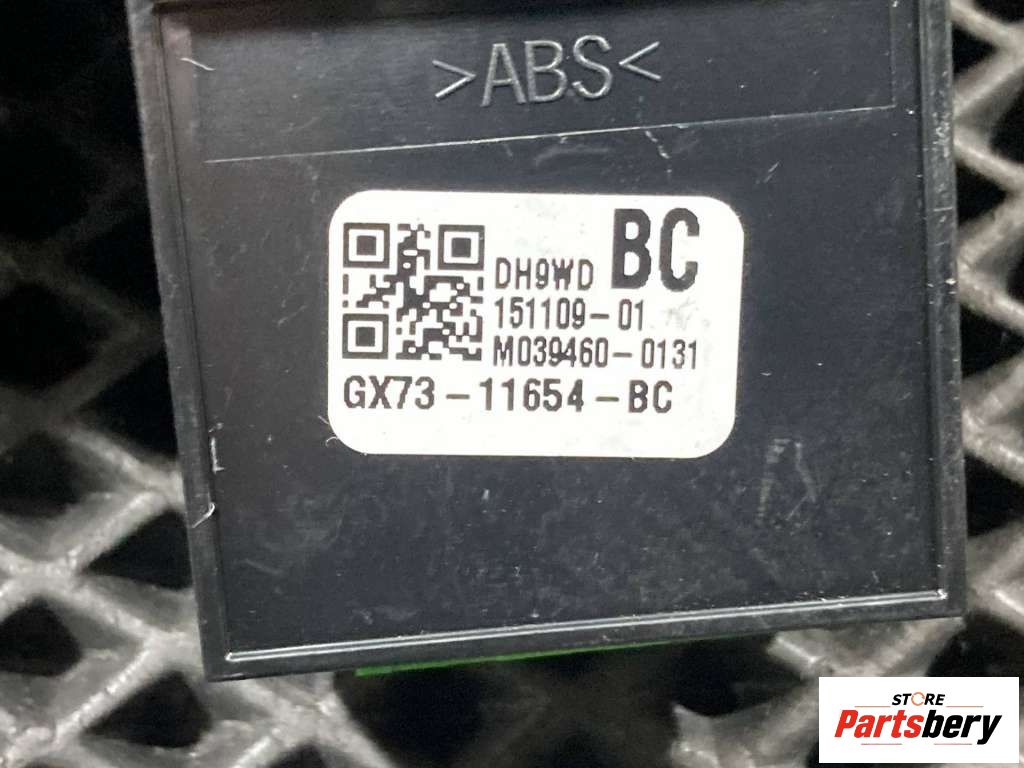 >ABS<
BC
DH9WD
151109-01
M039460-0131
GX73-11654-BC
STORE
Partsbery